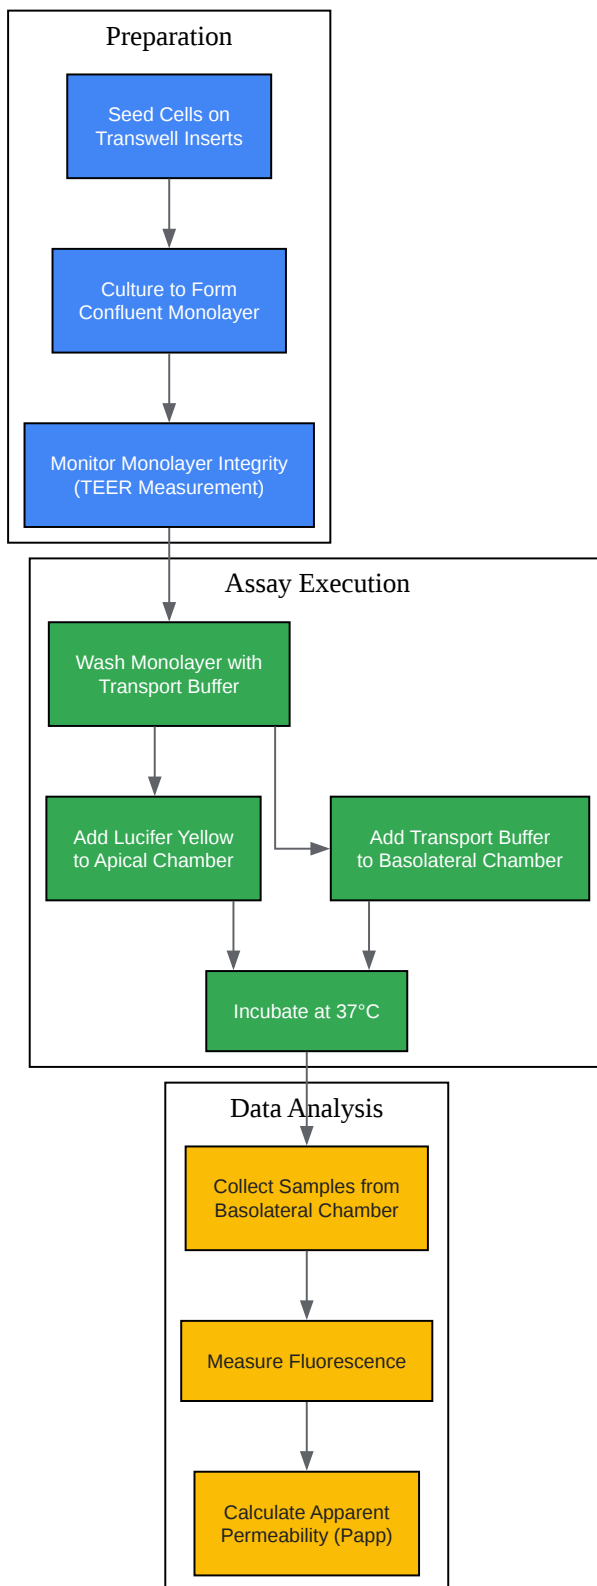 Preparation
Seed Cells on
Transwell Inserts
Culture to Form
Confluent Monolayer
Monitor Monolayer Integrity
(TEER Measurement)
Assay Execution
Wash Monolayer with
Transport Buffer
Add Lucifer Yellow
to Apical Chamber
Add Transport Buffer
to Basolateral Chamber
Incubate at 37°C
Data Analysis
Collect Samples from
Basolateral Chamber
Measure Fluorescence
Calculate Apparent
Permeability (Papp)